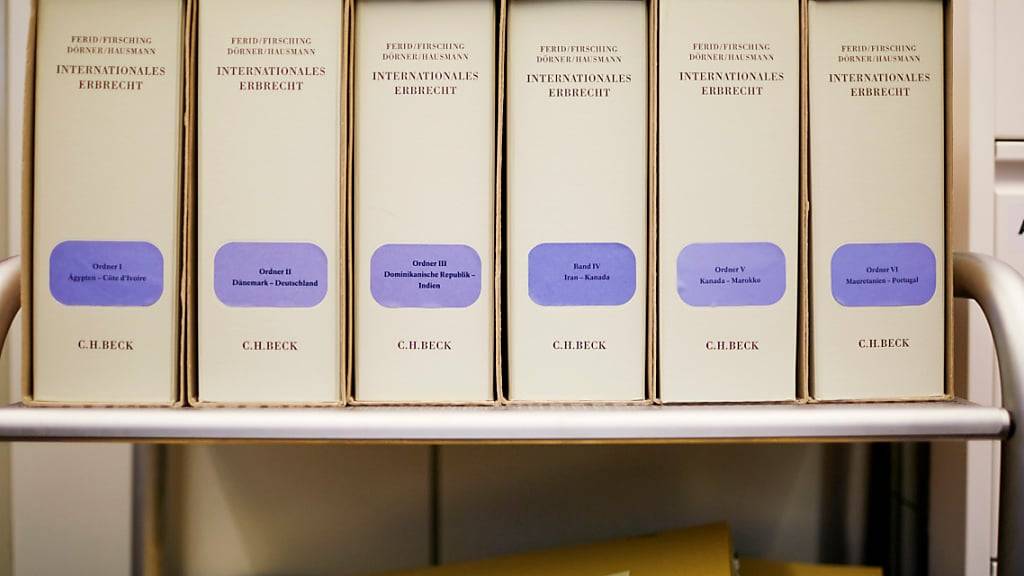 FERID/FIRSCHING
DÖRNER/HAUSMANN
INTERNATIONALES
ERBRECHT
Ordner I
Ägypten – Côte d'Ivoire
C.H.BECK
FERID/FIRSCHING
DÖRNER/HAUSMANN
INTERNATIONALES
ERBRECHT
Ordner II
Dänemark – Deutschland
C.H.BECK
FERID/FIRSCHING
DÖRNER/HAUSMANN
INTERNATIONALES
ERBRECHT
Ordner III
Dominikanische Republik –
Indien
C.H.BECK
FERID/FIRSCHING
DÖRNER/HAUSMANN
INTERNATIONALES
ERBRECHT
Band IV
Iran – Kanada
C.H.BECK
FERID/FIRSCHING
DÖRNER/HAUSMANN
INTERNATIONALES
ERBRECHT
Ordner V
Kanada – Marokko
C.H.BECK
FERID/FIRSCHING
DÖRNER/HAUSMANN
INTERNATIONALES
ERBRECHT
Ordner VI
Mauretanien – Portugal
C.H.BECK